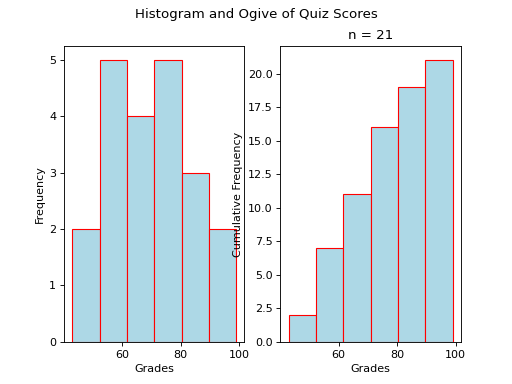 Histogram and Ogive of Quiz Scores
n = 21
Frequency
5
4
3
2
1
0
60 80 100
Grades
Cumulative Frequency
20.0
17.5
15.0
12.5
10.0
7.5
5.0
2.5
0.0
60 80 100
Grades